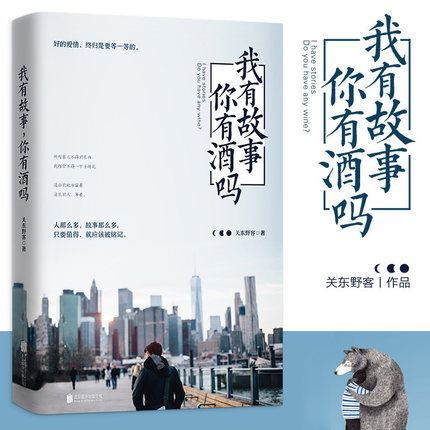 我有故事,你有酒吗
关东野客 著
好的爱情,终归是要等一等的。
我有故事
你有酒吗
I have stories
Do you have any wine?
人那么多,故事那么多,
只要值得,就应该被铭记。
关东野客 著
我有故事
你有酒吗
I have stories
Do you have any wine?
关东野客 | 作品